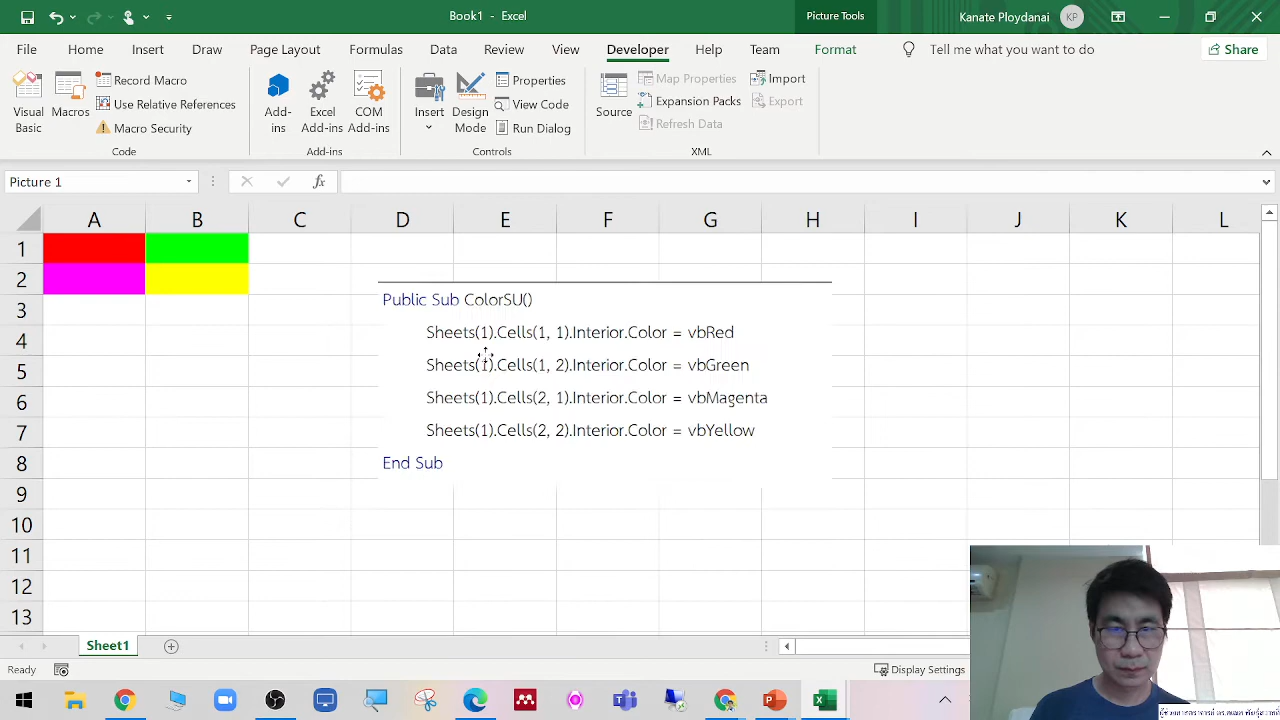 Book1 - Excel
Picture Tools
Kanate Ploydanai
KP
File
Home
Insert
Draw
Page Layout
Formulas
Data
Review
View
Developer
Help
Team
Format
Tell me what you want to do
Share
Visual Basic
Macros
Record Macro
Use Relative References
Macro Security
Code
Add-ins
Excel Add-ins
COM Add-ins
Add-ins
Insert
Design Mode
Properties
View Code
Run Dialog
Controls
Source
Map Properties
Expansion Packs
Refresh Data
Import
Export
XML
Picture 1
fx
A B C D E F G H I J K L
1
2
3
4
5
6
7
8
9
10
11
12
13
Public Sub ColorSU()
Sheets(1).Cells(1, 1).Interior.Color = vbRed
Sheets(1).Cells(1, 2).Interior.Color = vbGreen
Sheets(1).Cells(2, 1).Interior.Color = vbMagenta
Sheets(1).Cells(2, 2).Interior.Color = vbYellow
End Sub
Sheet1
Ready
Display Settings